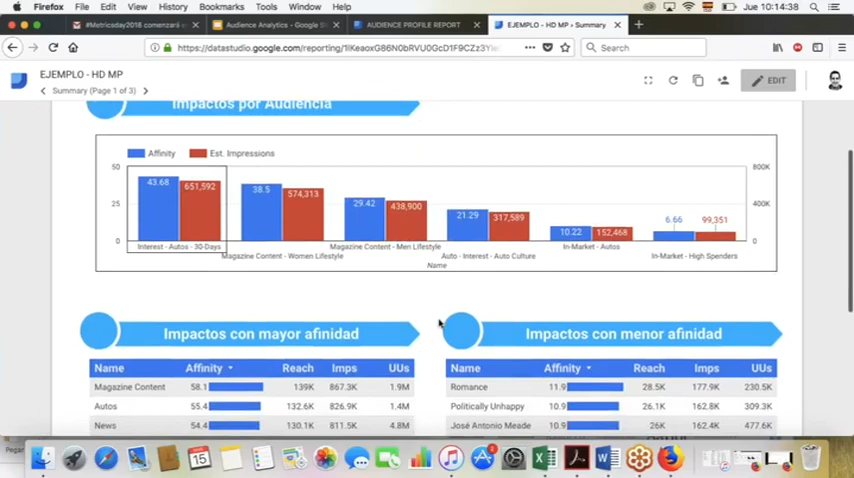 Firefox File Edit View History Bookmarks Tools Window Help Tue Jun 10:14:38
#Metricsday2018 comenzará
Audience Analytics - Google Sl
AUDIENCE PROFILE REPORT
EJEMPLO - HD MP › Summary
Search
EJEMPLO - HD MP
Summary (Page 1 of 3)
EDIT
Impactos por Audiencia
Affinity Est. Impressions
50 800K
25 400K
0 0
43.68 651,592
38.5 574,313
29.42 438,900
21.29 317,589
10.22 152,468
6.66 99,351
Interest - Autos - 30-Days
Magazine Content - Women Lifestyle
Magazine Content - Men Lifestyle
Auto - Interest - Auto Culture
In-Market - Autos
In-Market - High Spenders
Name
Impactos con mayor afinidad
Name Affinity Reach Imps UUs
Magazine Content 58.1 139K 867.3K 1.9M
Autos 55.4 132.6K 826.9K 1.4M
News 54.4 130.1K 811.5K 4.8M
Impactos con menor afinidad
Name Affinity Reach Imps UUs
Romance 11.9 28.5K 177.9K 230.5K
Politically Unhappy 10.9 26.1K 162.8K 309.3K
José Antonio Meade 10.9 26K 162.4K 477.6K
15